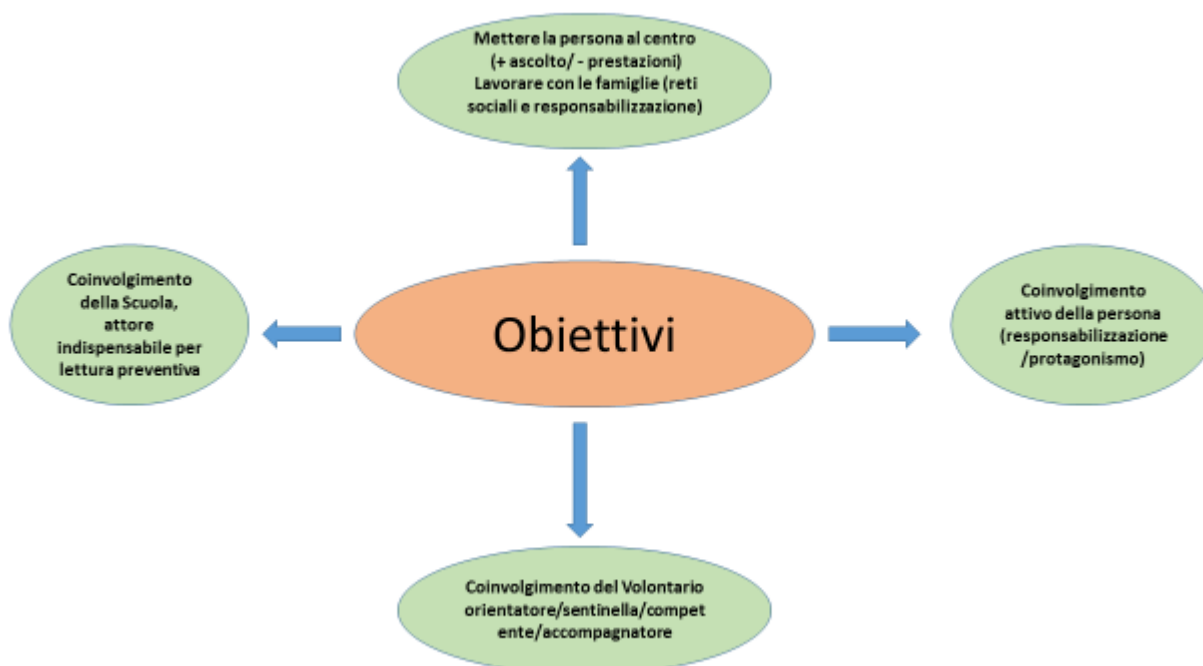 Mettere la persona al centro
(+ ascolto/ - prestazioni)
Lavorare con le famiglie (reti
sociali e responsabilizzazione)
Coinvolgimento
della Scuola,
attore
indispensabile per
lettura preventiva
Obiettivi
Coinvolgimento
attivo della persona
(responsabilizzazione
/protagonismo)
Coinvolgimento del Volontario
orientatore/sentinella/compet
ente/accompagnatore